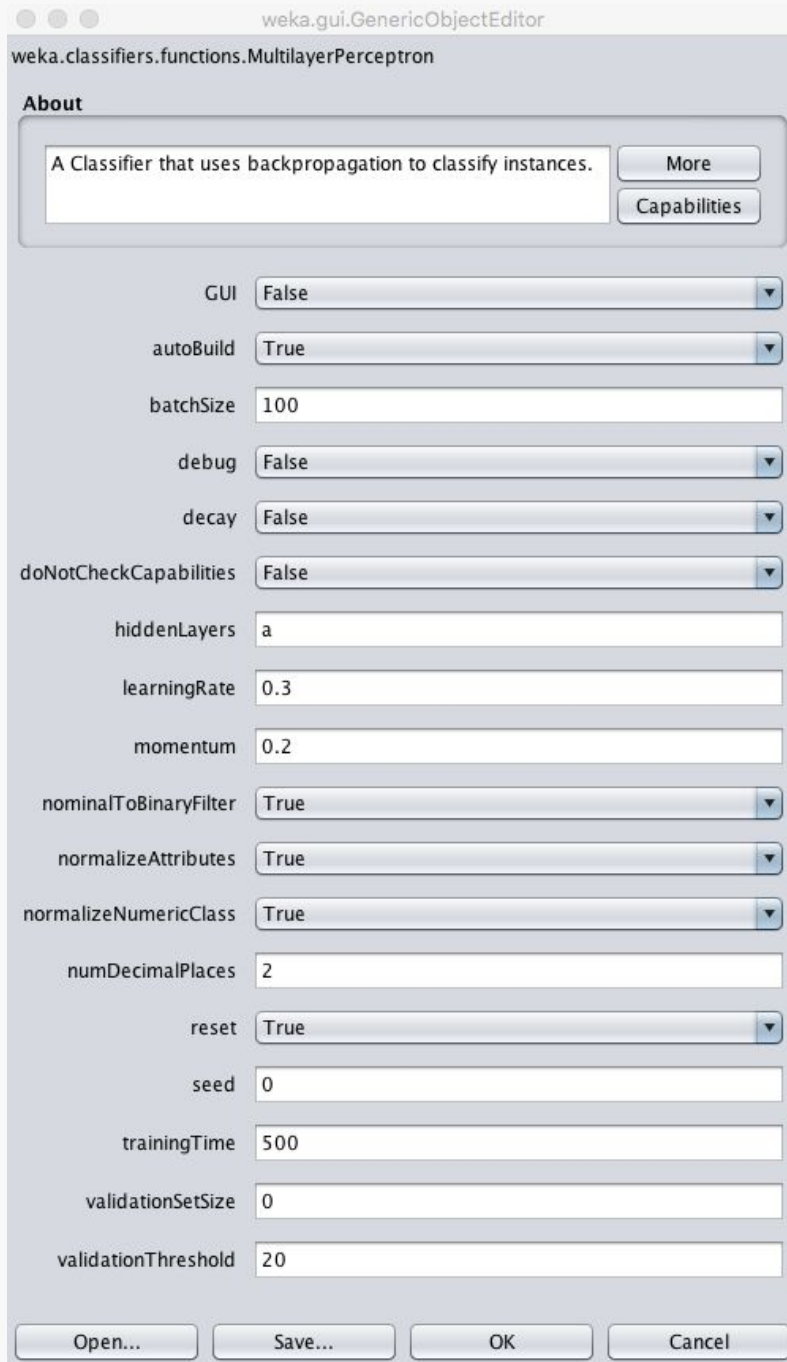 weka.gui.GenericObjectEditor
weka.classifiers.functions.MultilayerPerceptron
About
A Classifier that uses backpropagation to classify instances.
More
Capabilities
GUI False
autoBuild True
batchSize 100
debug False
decay False
doNotCheckCapabilities False
hiddenLayers a
learningRate 0.3
momentum 0.2
nominalToBinaryFilter True
normalizeAttributes True
normalizeNumericClass True
numDecimalPlaces 2
reset True
seed 0
trainingTime 500
validationSetSize 0
validationThreshold 20
Open... Save... OK Cancel